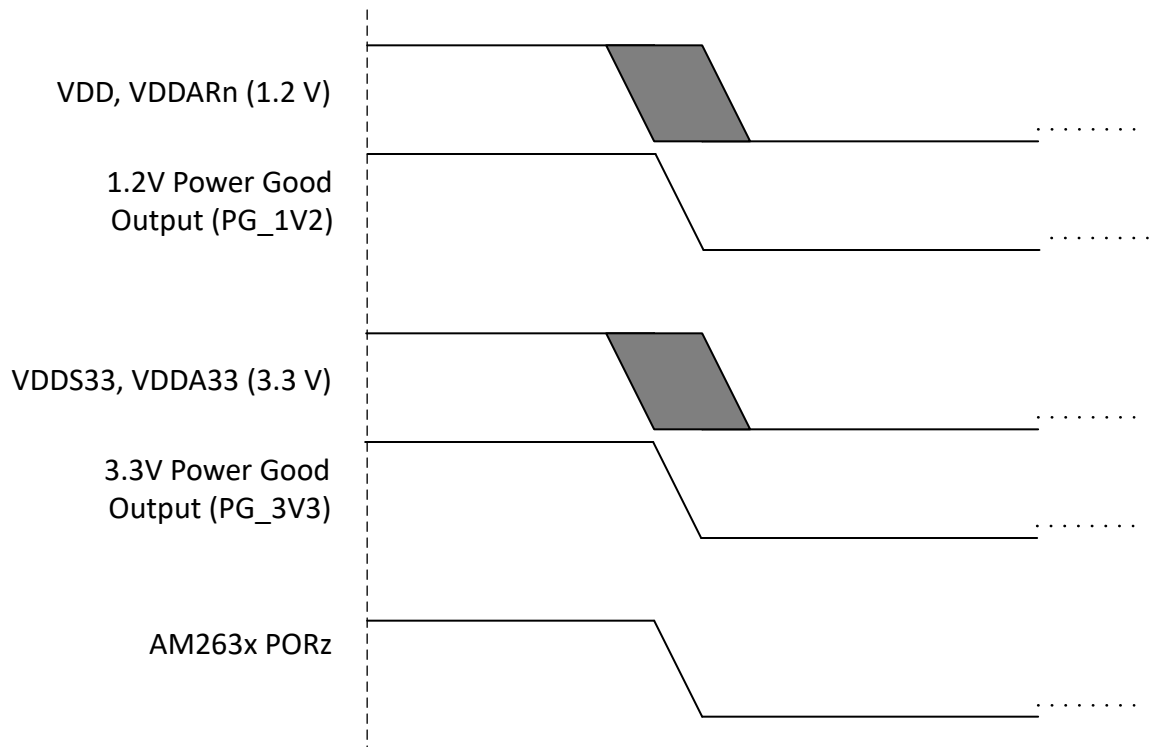 VDD, VDDARn (1.2 V)
1.2V Power Good
Output (PG_1V2)
VDDS33, VDDA33 (3.3 V)
3.3V Power Good
Output (PG_3V3)
AM263x PORz